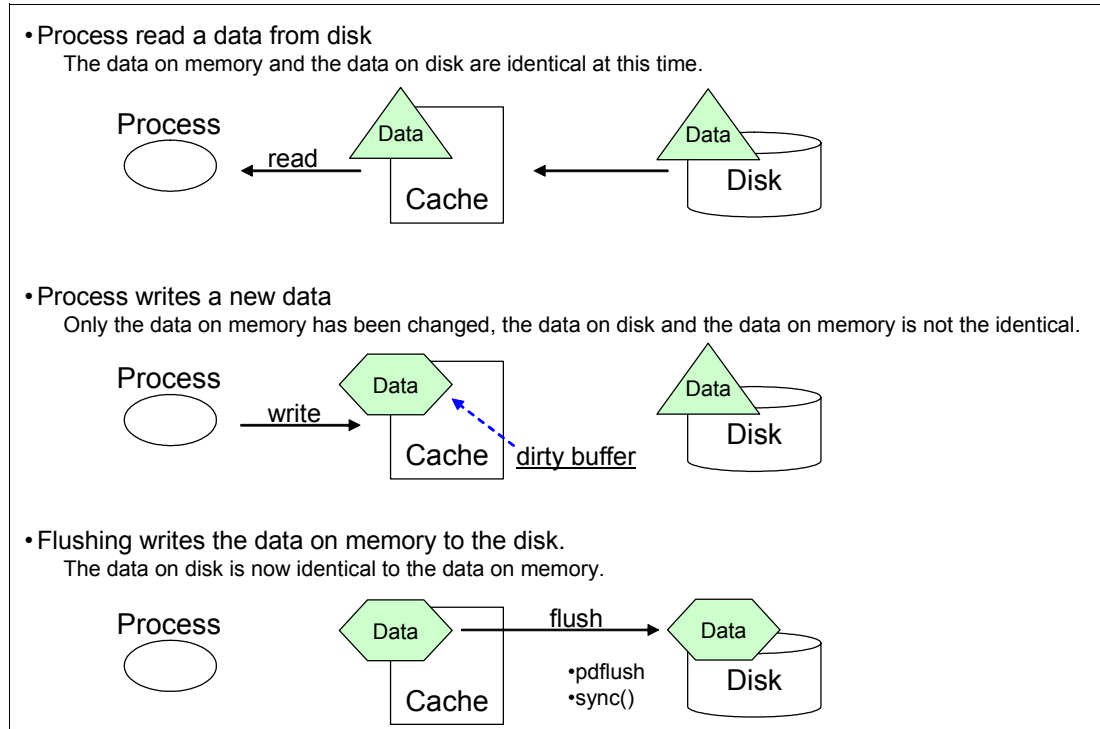 •Process read a data from disk
The data on memory and the data on disk are identical at this time.
Process
read
Data
Cache
Data
Disk
•Process writes a new data
Only the data on memory has been changed, the data on disk and the data on memory is not the identical.
Process
write
Data
Cache
dirty buffer
Data
Disk
•Flushing writes the data on memory to the disk.
The data on disk is now identical to the data on memory.
Process
Data
Cache
flush
•pdflush
•sync()
Data
Disk